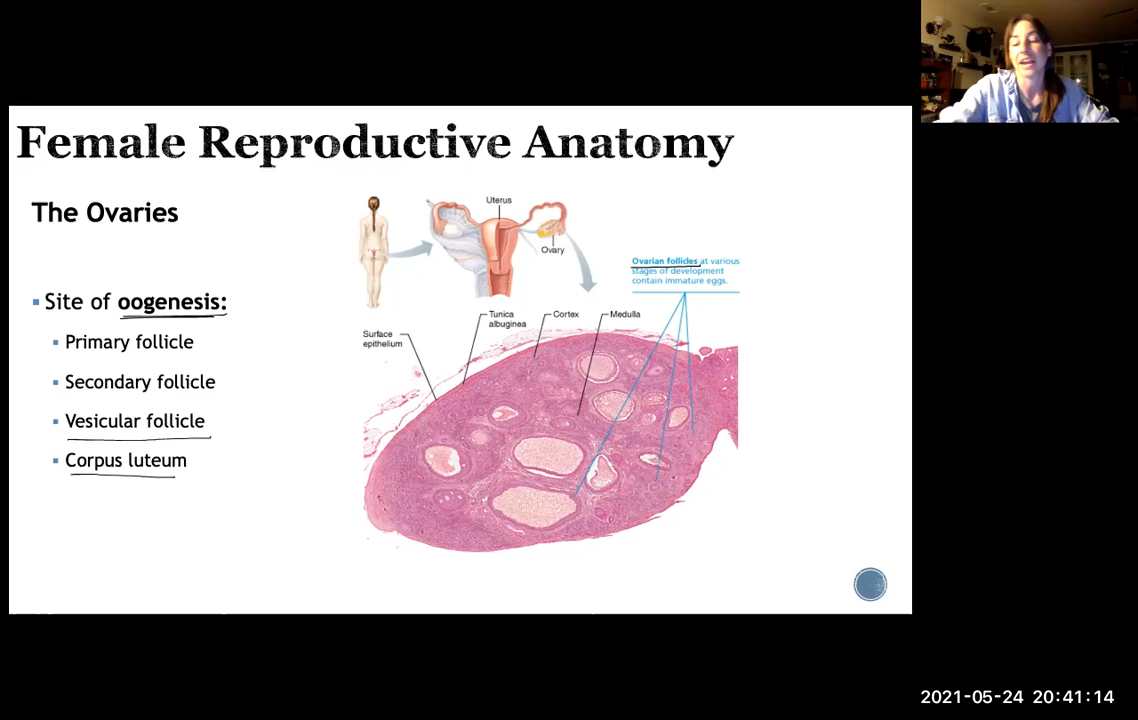 Female Reproductive Anatomy
The Ovaries
▪ Site of oogenesis:
▪ Primary follicle
▪ Secondary follicle
▪ Vesicular follicle
▪ Corpus luteum
Uterus
Ovary
Ovarian follicles at various
stages of development
contain immature eggs.
Surface
epithelium
Tunica
albuginea
Cortex
Medulla
2021-05-24 20:41:14